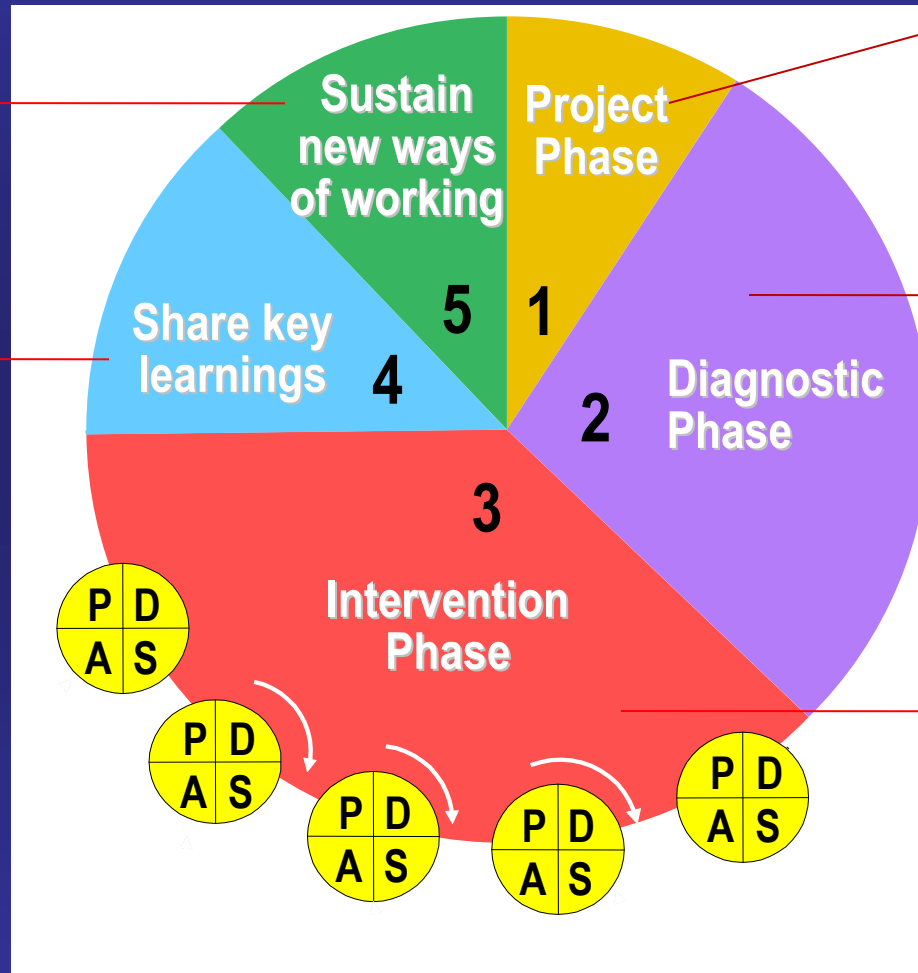 Project
Phase
1
2
Diagnostic
Phase
3
Intervention
Phase
4
Share key
learnings
5
Sustain
new ways
of working
P D
A S
P D
A S
P D
A S
P D
A S
P D
A S